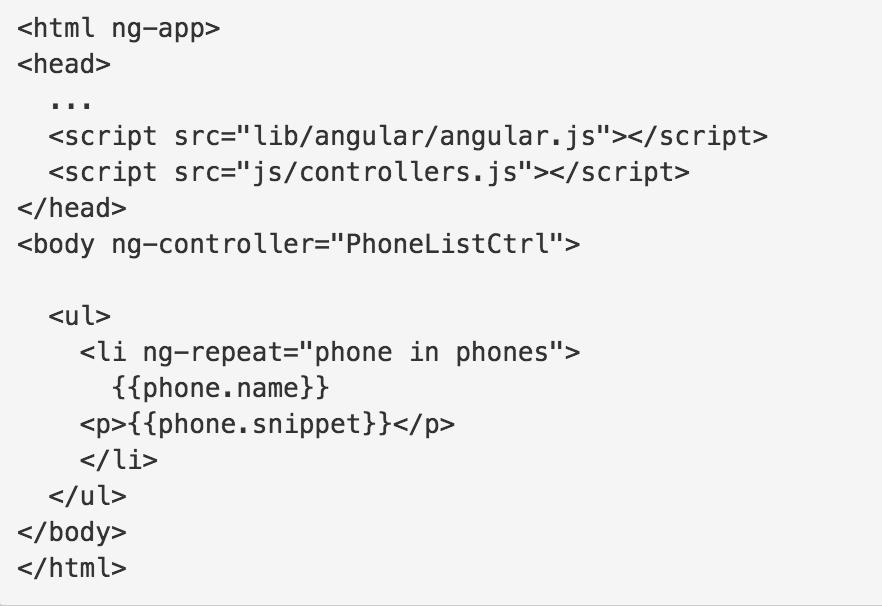 <html ng-app>
<head>
  ...
  <script src="lib/angular/angular.js"></script>
  <script src="js/controllers.js"></script>
</head>
<body ng-controller="PhoneListCtrl">

  <ul>
    <li ng-repeat="phone in phones">
      {{phone.name}}
    <p>{{phone.snippet}}</p>
    </li>
  </ul>
</body>
</html>